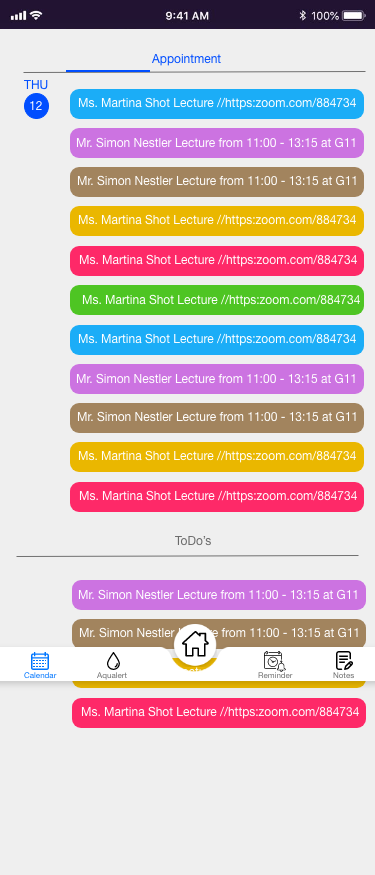 9:41 AM
100%
Appointment
THU
12
Ms. Martina Shot Lecture //https:zoom.com/884734
Mr. Simon Nestler Lecture from 11:00 - 13:15 at G11
Mr. Simon Nestler Lecture from 11:00 - 13:15 at G11
Ms. Martina Shot Lecture //https:zoom.com/884734
Ms. Martina Shot Lecture //https:zoom.com/884734
Ms. Martina Shot Lecture //https:zoom.com/884734
Ms. Martina Shot Lecture //https:zoom.com/884734
Mr. Simon Nestler Lecture from 11:00 - 13:15 at G11
Mr. Simon Nestler Lecture from 11:00 - 13:15 at G11
Ms. Martina Shot Lecture //https:zoom.com/884734
Ms. Martina Shot Lecture //https:zoom.com/884734
ToDo's
Mr. Simon Nestler Lecture from 11:00 - 13:15 at G11
Mr. Simon Nestler from 11:00 - 13:15 at G11
Calendar
Aqualert
Reminder
Notes
Ms. Martina Shot Lecture //https:zoom.com/884734